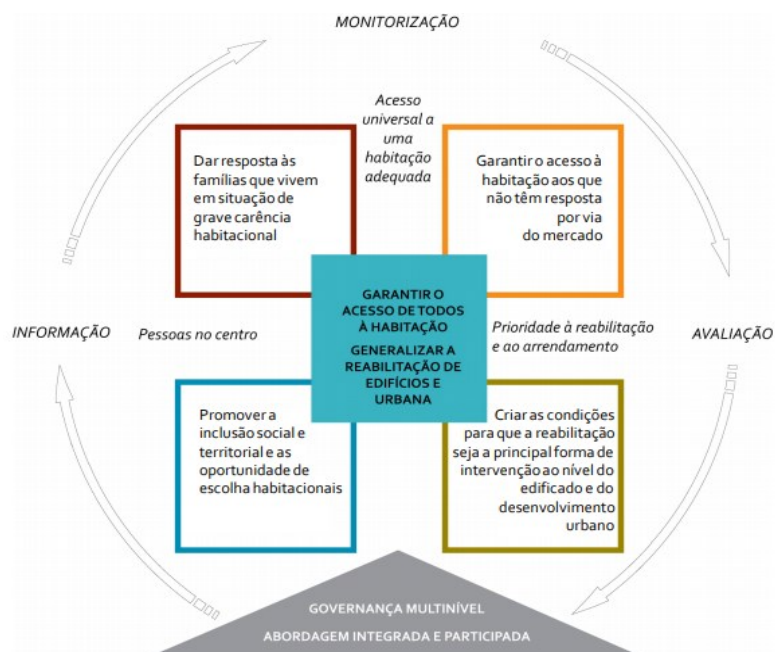 MONITORIZAÇÃO
Acesso
universal a
uma
habitação
adequada
Dar resposta às
famílias que vivem
em situação de
grave carência
habitacional
Garantir o acesso à
habitação aos que
não têm resposta
por via
do mercado
GARANTIR O
ACESSO DE TODOS
À HABITAÇÃO
GENERALIZAR A
REABILITAÇÃO DE
EDIFÍCIOS E
URBANA
INFORMAÇÃO
Pessoas no centro
Prioridade à reabilitação
e ao arrendamento
AVALIAÇÃO
Promover a
inclusão social e
territorial e as
oportunidade de
escolha habitacionais
Criar as condições
para que a reabilitação
seja a principal forma de
intervenção ao nível do
edificado e do
desenvolvimento
urbano
GOVERNANÇA MULTINÍVEL
ABORDAGEM INTEGRADA E PARTICIPADA